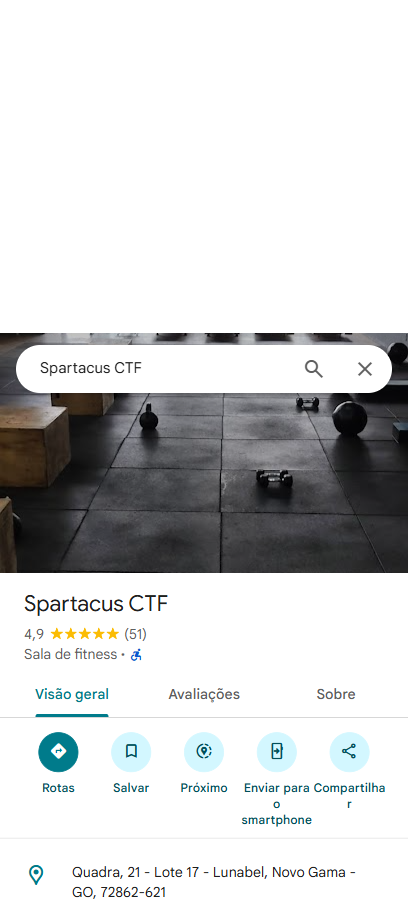 Spartacus CTF
Spartacus CTF
4,9 ★★★★★ (51)
Sala de fitness ·
Visão geral Avaliações Sobre
Rotas Salvar Próximo Enviar para o smartphone Compartilhar
Quadra, 21 - Lote 17 - Lunabel, Novo Gama -
GO, 72862-621